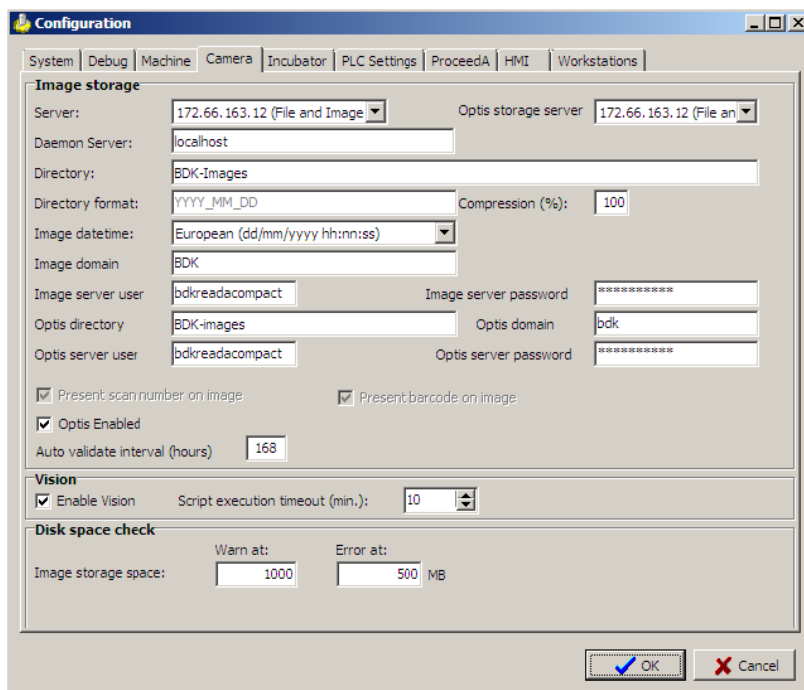 Configuration
System Debug Machine Camera Incubator PLC Settings ProceedA HMI Workstations
Image storage
Server: 172.66.163.12 (File and Image Optis storage server 172.66.163.12 (File an
Daemon Server: localhost
Directory: BDK-Images
Directory format: YYYY_MM_DD Compression (%): 100
Image datetime: European (dd/mm/yyyy hh:nn:ss)
Image domain BDK
Image server user bdkreadacompact Image server password **********
Optis directory BDK-images Optis domain bdk
Optis server user bdkreadacompact Optis server password **********
Present scan number on image Present barcode on image
Optis Enabled
Auto validate interval (hours) 168
Vision
Enable Vision Script execution timeout (min.): 10
Disk space check
Warn at: Error at:
Image storage space: 1000 500 MB
OK Cancel